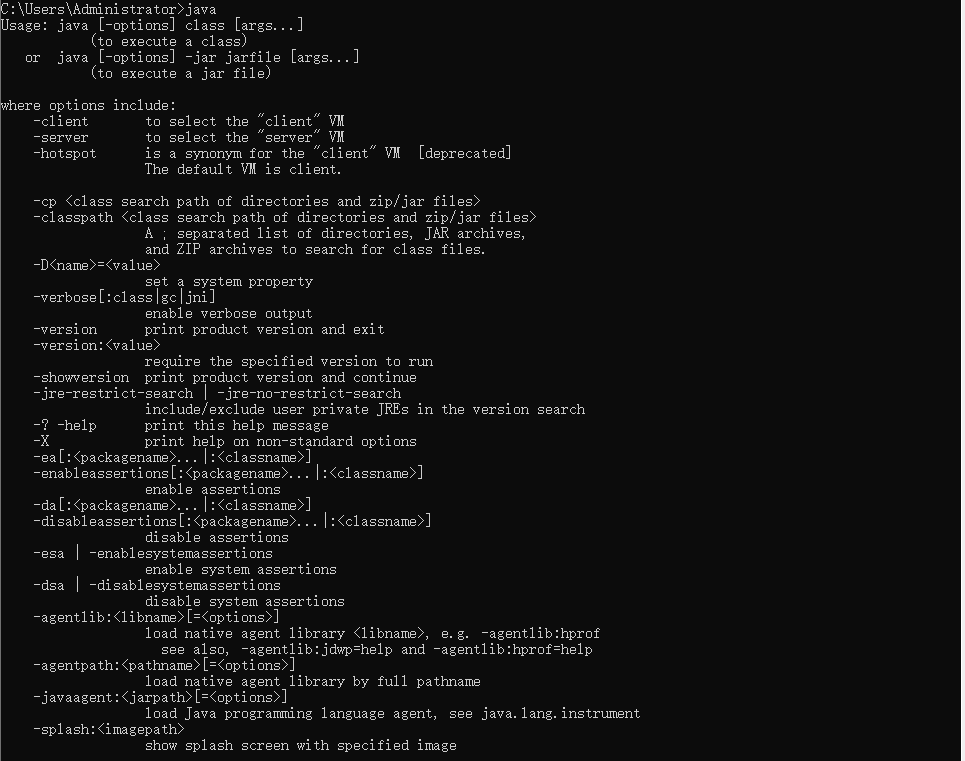 C:\Users\Administrator>java
Usage: java [-options] class [args...]
           (to execute a class)
   or  java [-options] -jar jarfile [args...]
           (to execute a jar file)

where options include:
    -client       to select the "client" VM
    -server       to select the "server" VM
    -hotspot      is a synonym for the "client" VM  [deprecated]
                  The default VM is client.

    -cp <class search path of directories and zip/jar files>
    -classpath <class search path of directories and zip/jar files>
                  A ; separated list of directories, JAR archives,
                  and ZIP archives to search for class files.
    -D<name>=<value>
                  set a system property
    -verbose[:class|gc|jni]
                  enable verbose output
    -version      print product version and exit
    -version:<value>
                  require the specified version to run
    -showversion  print product version and continue
    -jre-restrict-search | -jre-no-restrict-search
                  include/exclude user private JREs in the version search
    -? -help      print this help message
    -X            print help on non-standard options
    -ea[:<packagename>...|:<classname>]
    -enableassertions[:<packagename>...|:<classname>]
                  enable assertions
    -da[:<packagename>...|:<classname>]
    -disableassertions[:<packagename>...|:<classname>]
                  disable assertions
    -esa | -enablesystemassertions
                  enable system assertions
    -dsa | -disablesystemassertions
                  disable system assertions
    -agentlib:<libname>[=<options>]
                  load native agent library <libname>, e.g. -agentlib:hprof
                    see also, -agentlib:jdwp=help and -agentlib:hprof=help
    -agentpath:<pathname>[=<options>]
                  load native agent library by full pathname
    -javaagent:<jarpath>[=<options>]
                  load Java programming language agent, see java.lang.instrument
    -splash:<imagepath>
                  show splash screen with specified image